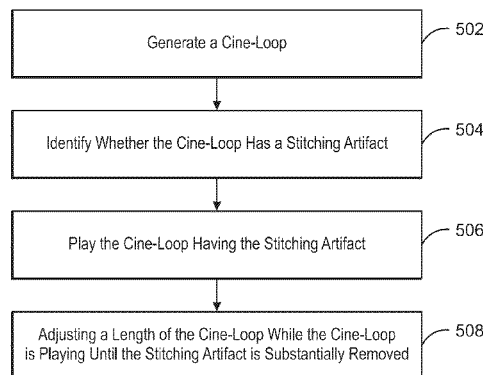 Generate a Cine-Loop
502
Identify Whether the Cine-Loop Has a Stitching Artifact
504
Play the Cine-Loop Having the Stitching Artifact
506
Adjusting a Length of the Cine-Loop While the Cine-Loop
is Playing Until the Stitching Artifact is Substantially Removed
508